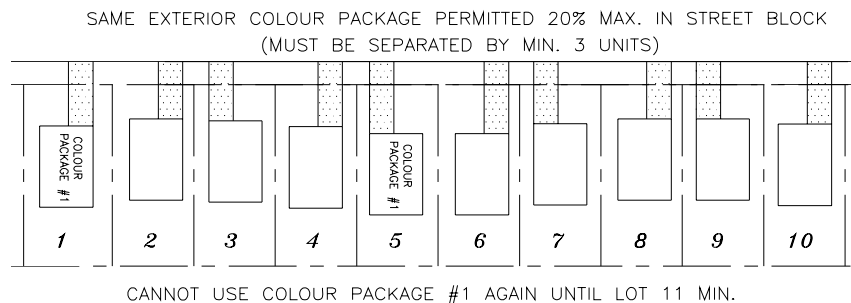 SAME EXTERIOR COLOUR PACKAGE PERMITTED 20% MAX. IN STREET BLOCK
(MUST BE SEPARATED BY MIN. 3 UNITS)
COLOUR
PACKAGE #1
COLOUR
PACKAGE #1
1 2 3 4 5 6 7 8 9 10
CANNOT USE COLOUR PACKAGE #1 AGAIN UNTIL LOT 11 MIN.